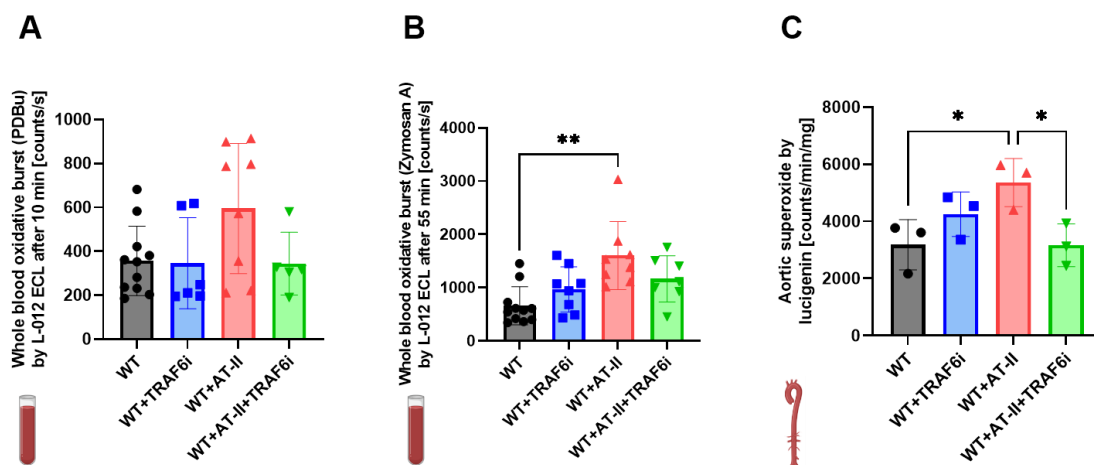 A
Whole blood oxidative burst (PDBu)
by L-012 ECL after 10 min [counts/s]
1000
800
600
400
200
0
WT
WT+TRAF6i
WT+AT-II
WT+AT-II+TRAF6i
B
Whole blood oxidative burst (Zymosan A)
by L-012 ECL after 55 min [counts/s]
4000
3000
2000
1000
0
**
WT
WT+TRAF6i
WT+AT-II
WT+AT-II+TRAF6i
C
Aortic superoxide by
lucigenin [counts/min/mg]
8000
6000
4000
2000
0
*
*
WT
WT+TRAF6i
WT+AT-II
WT+AT-II+TRAF6i